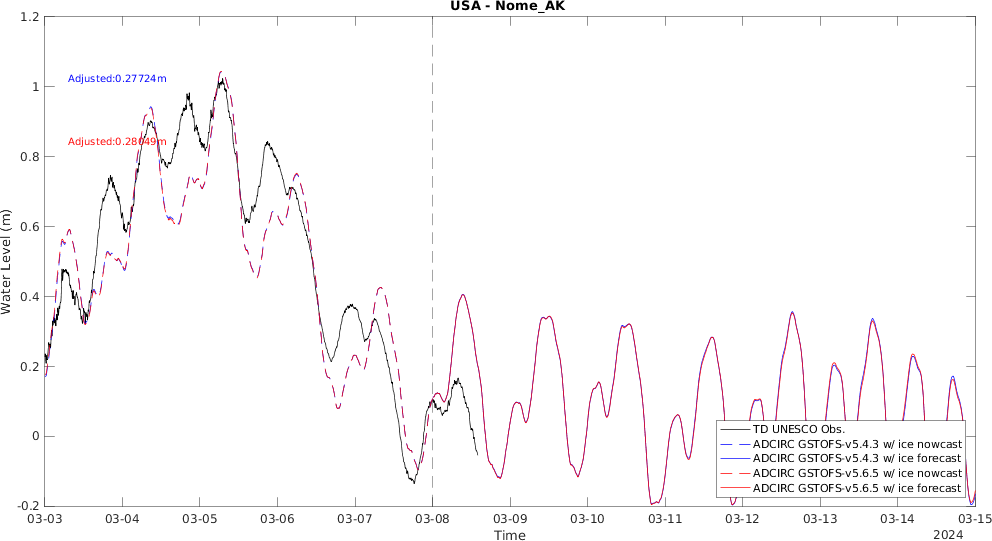 USA - Nome_AK
1.2
1
0.8
0.6
0.4
0.2
0
-0.2
Water Level (m)
Adjusted:0.27724m
Adjusted:0.28049m
TD UNESCO Obs.
ADCIRC GSTOFS-v5.4.3 w/ ice nowcast
ADCIRC GSTOFS-v5.4.3 w/ ice forecast
ADCIRC GSTOFS-v5.6.5 w/ ice nowcast
ADCIRC GSTOFS-v5.6.5 w/ ice forecast
03-03 03-04 03-05 03-06 03-07 03-08 03-09 03-10 03-11 03-12 03-13 03-14 03-15
Time
2024